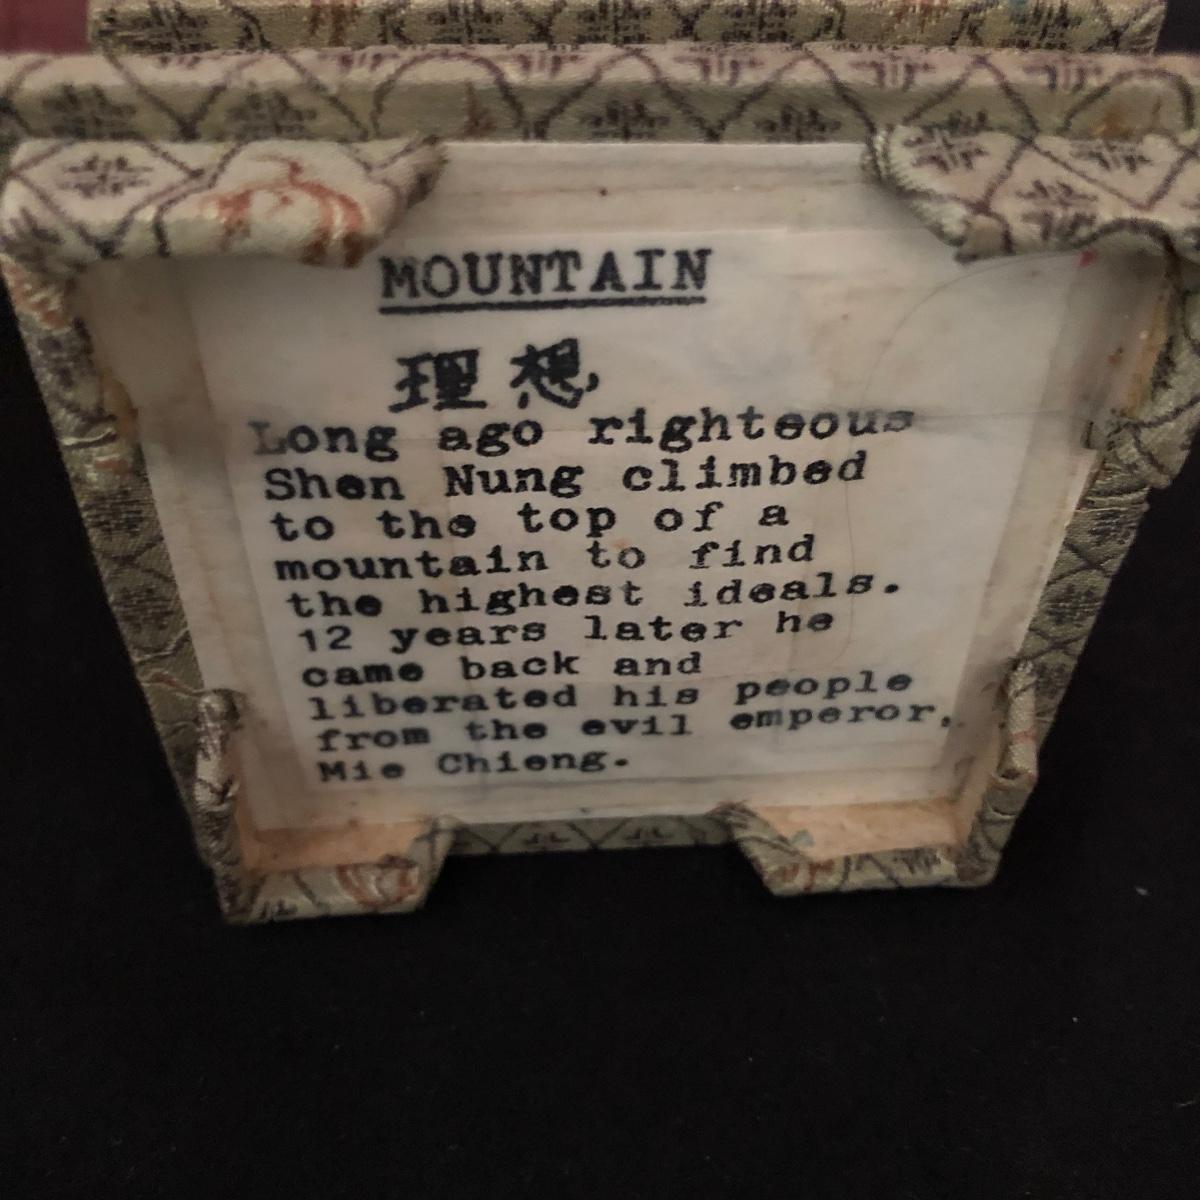 MOUNTAIN
理想
Long ago righteous
Shen Nung climbed
to the top of a
mountain to find
the highest ideals.
12 years later he
came back and
liberated his people
from the evil emperor,
Mie Chieng.